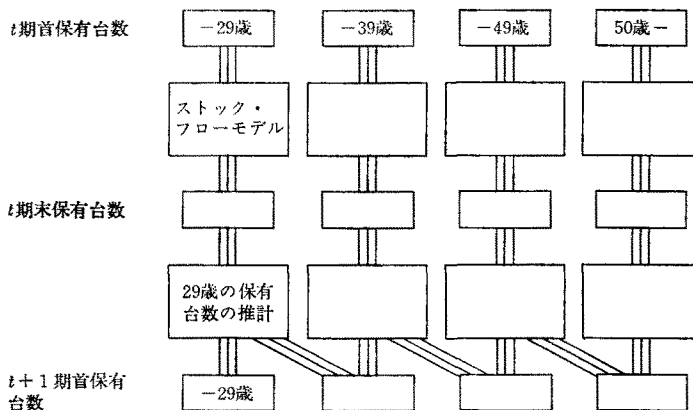 t期首保有台数
－29歳
－39歳
－49歳
50歳－
ストック・
フローモデル
t期末保有台数
29歳の保有
台数の推計
t＋1期首保有
台数
－29歳